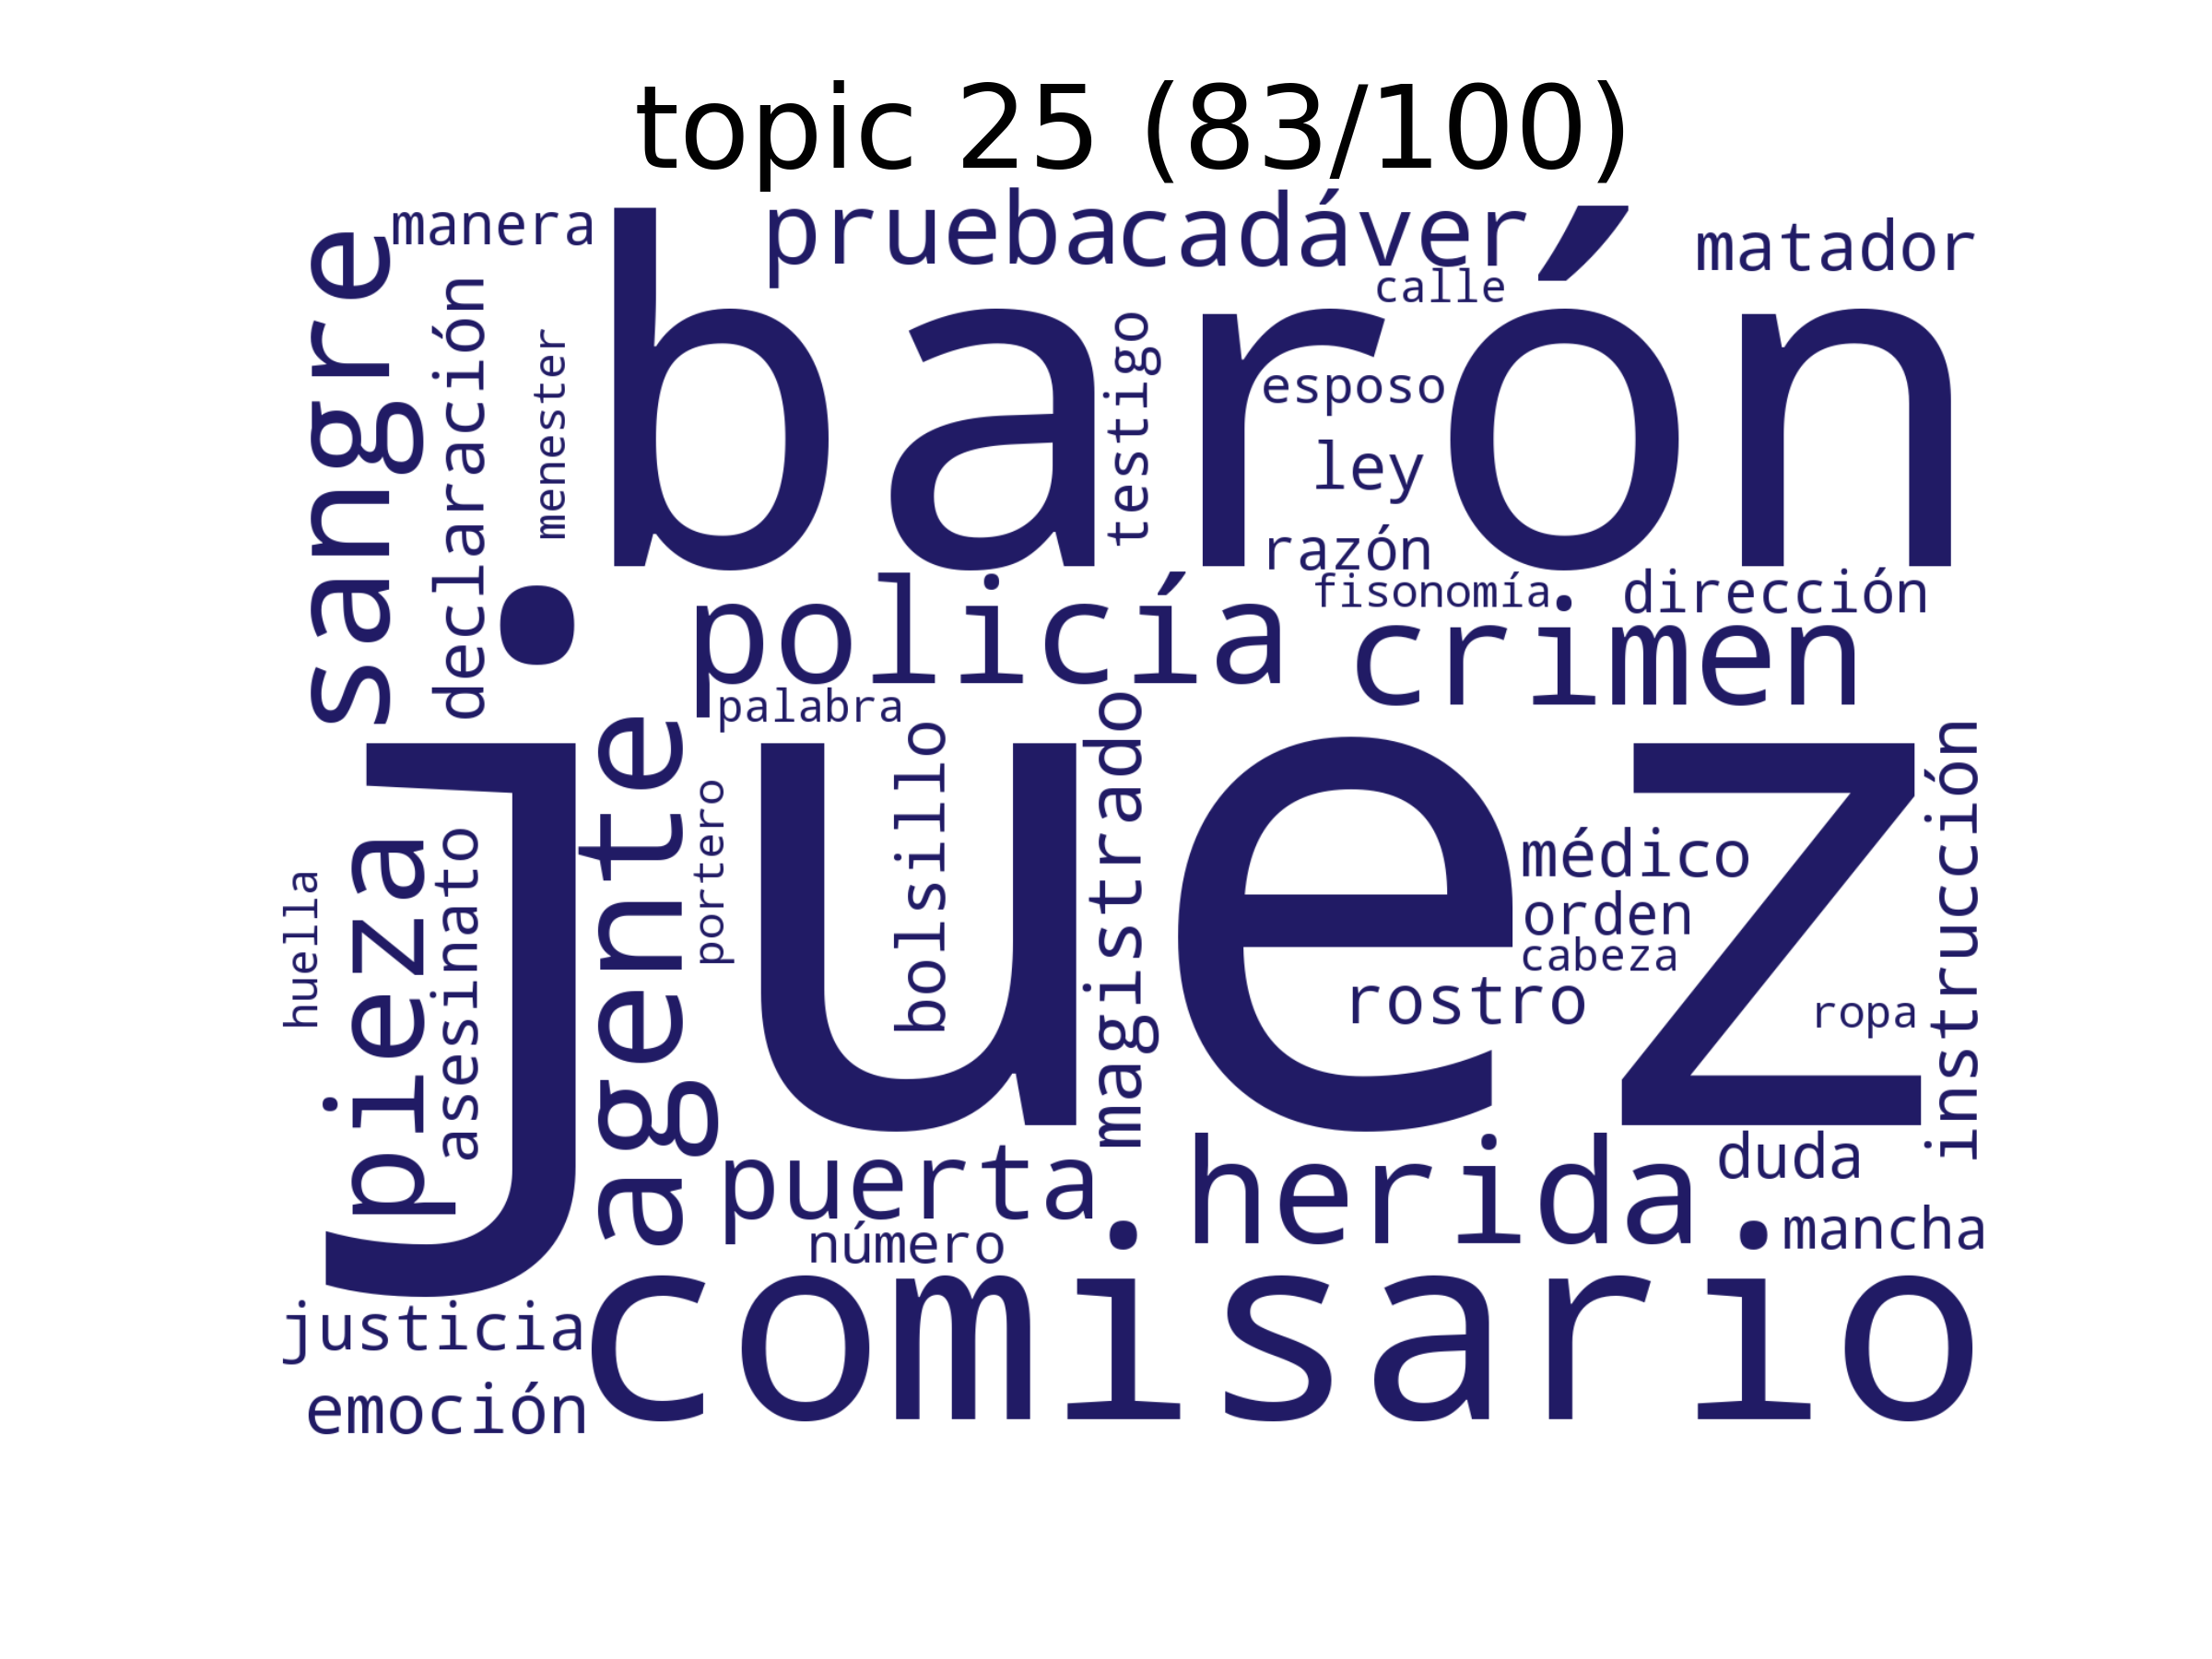 topic 25 (83/100)
manera
prueba
cadáver
matador
calle
sangre
declaración
menester
barón
testigo
esposo
ley
razón
fisonomía
dirección
policía
crimen
palabra
juez
pieza
asesinato
huella
agente
portero
bolsillo
magistrado
médico
orden
cabeza
rostro
ropa
instrucción
puerta
herida
duda
mancha
número
justicia
comisario
emoción